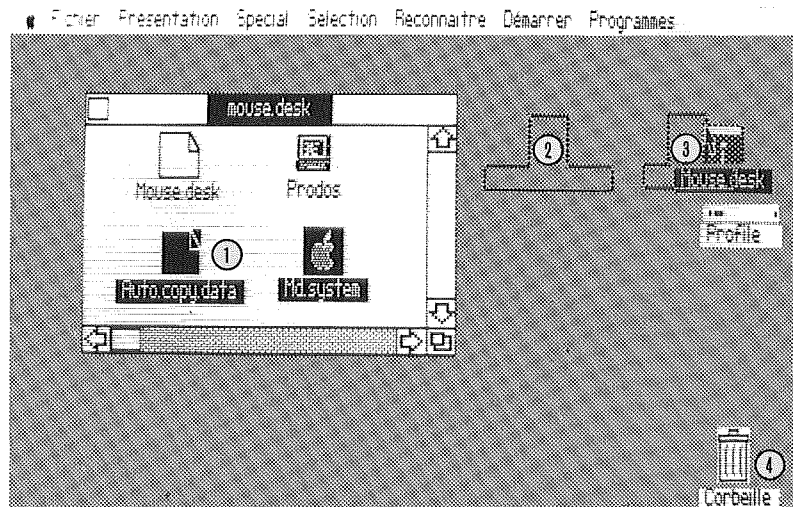 Fichier Presentation Special Selection Reconnaitre Démarrer Programmes
mouse.desk
2
3
Mouse.desk
Prodos
Mouse.desk
Profile
1
Auto.copy.data
Md.system
4
Corbeille